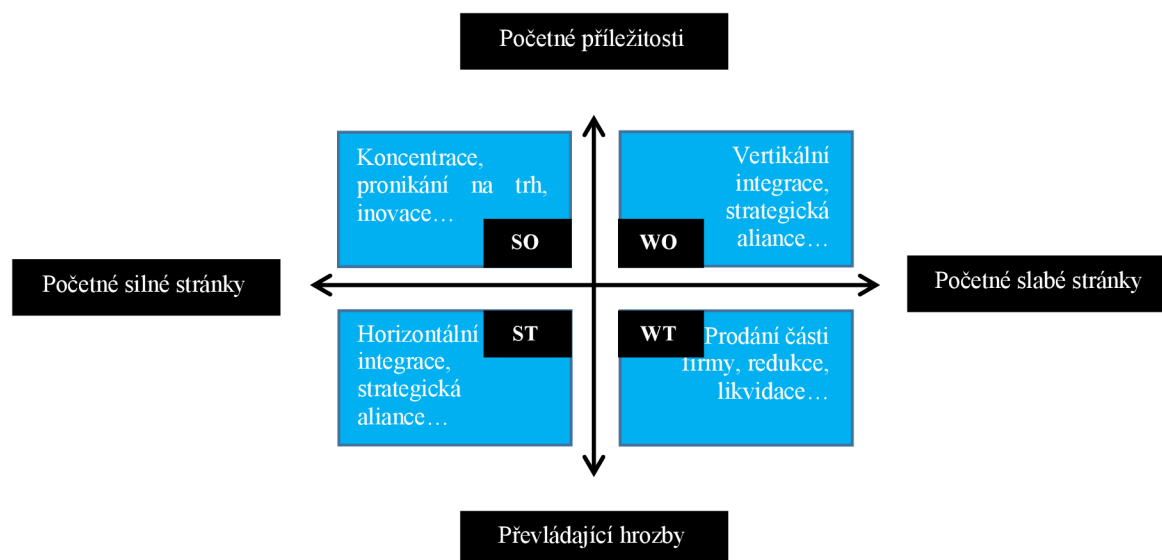 Početné příležitosti
Koncentrace,
pronikání na trh,
inovace…
SO
Vertikální
integrace,
strategická
aliance…
WO
Početné silné stránky
Početné slabé stránky
Horizontální
integrace,
strategická
aliance…
ST
WT
Prodání části
firmy, redukce,
likvidace…
Převládající hrozby